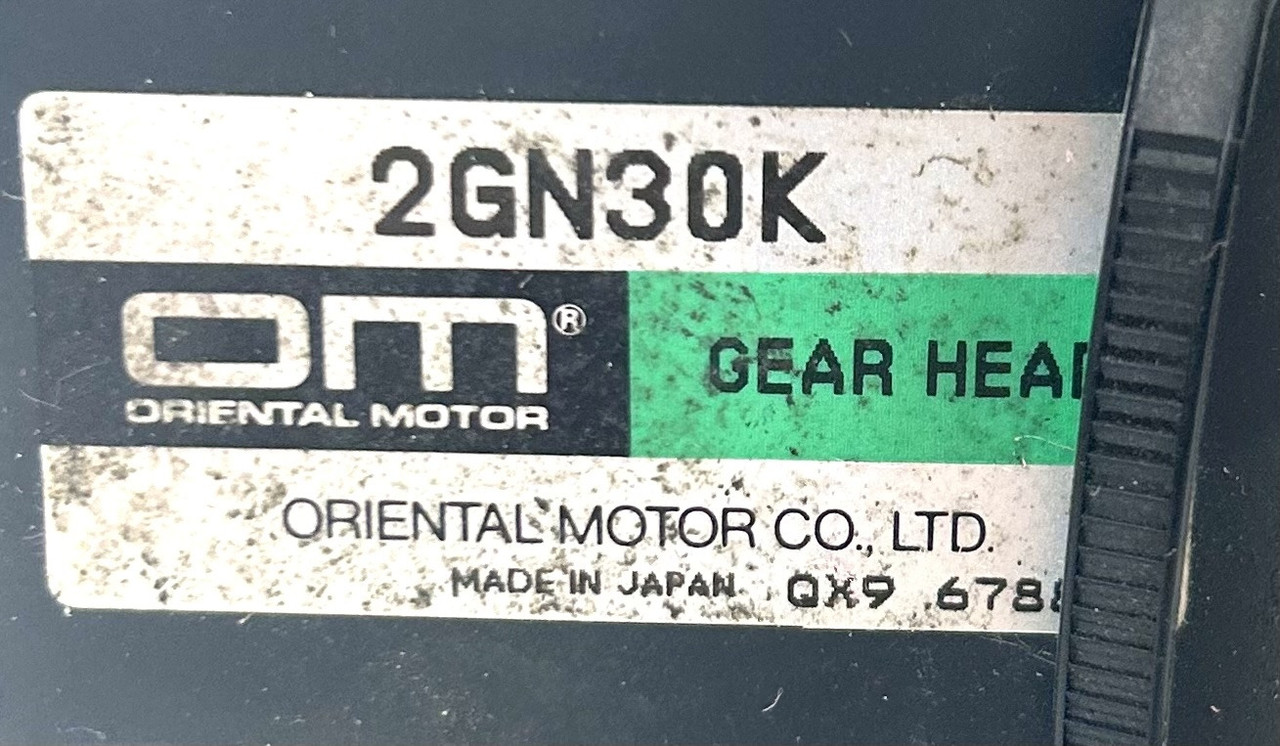 2GN30K
OM®
ORIENTAL MOTOR
GEAR HEA
ORIENTAL MOTOR CO., LTD.
MADE IN JAPAN QX9 678